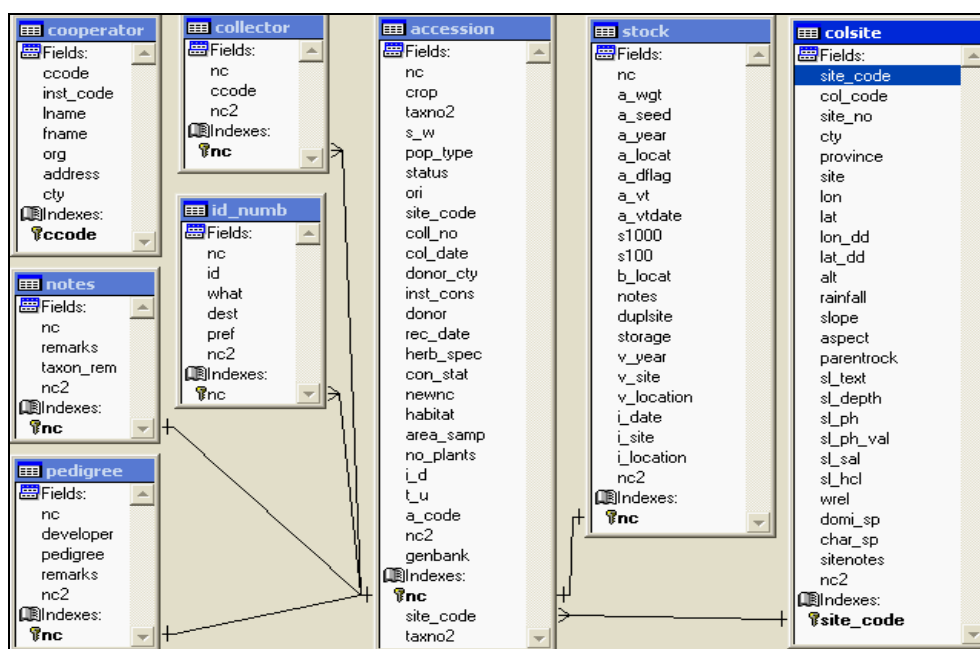 cooperator
Fields:
ccode
inst_code
lname
fname
org
address
cty
Indexes:
ccode
notes
Fields:
nc
remarks
taxon_rem
nc2
Indexes:
nc
pedigree
Fields:
nc
developer
pedigree
remarks
nc2
Indexes:
nc
collector
Fields:
nc
ccode
nc2
Indexes:
nc
id_numb
Fields:
nc
id
what
dest
pref
nc2
Indexes:
nc
accession
Fields:
nc
crop
taxno2
s_w
pop_type
status
ori
site_code
coll_no
col_date
donor_cty
inst_cons
donor
rec_date
herb_spec
con_stat
newnc
habitat
area_samp
no_plants
i_d
t_u
a_code
nc2
genbank
Indexes:
nc
site_code
taxno2
stock
Fields:
nc
a_wgt
a_seed
a_year
a_locat
a_dflag
a_vt
a_vtdate
s1000
s100
b_locat
notes
duplsite
storage
v_year
v_site
v_location
i_date
i_site
i_location
nc2
Indexes:
nc
colsite
Fields:
site_code
col_code
site_no
cty
province
site
lon
lat
lon_dd
lat_dd
alt
rainfall
slope
aspect
parentrock
sl_text
sl_depth
sl_ph
sl_ph_val
sl_sal
sl_hcl
wrel
domi_sp
char_sp
sitenotes
nc2
Indexes:
site_code